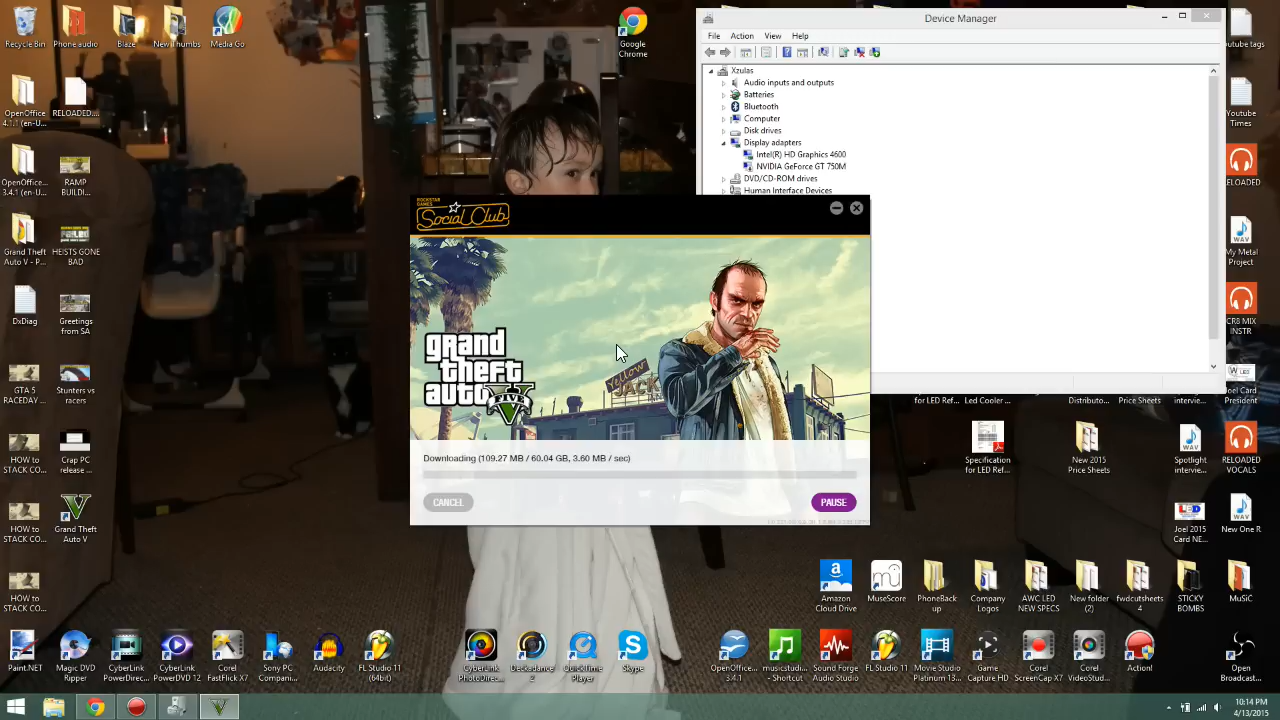 Recycle Bin
Phone audio
Blaze
New Thumbs
Media Go
Google
Chrome
Device Manager
File Action View Help
Xzulas
Audio inputs and outputs
Batteries
Bluetooth
Computer
Disk drives
Display adapters
Intel(R) HD Graphics 4600
NVIDIA GeForce GT 750M
DVD/CD-ROM drives
Human Interface Devices
OpenOffice
4.1.1 (en-U...
RELOADED....
OpenOffice
3.4.1 (en-U...
RAMP
BUILD...
Grand Theft
Auto V - P...
HEISTS GONE
BAD
DxDiag
Greetings
from SA
GTA 5
RACEDAY ...
Stunters vs
racers
HOW to
STACK CO...
Crap PC
release ...
HOW to
STACK CO...
Grand Theft
Auto V
HOW to
STACK CO...
ROCKSTAR
GAMES
Social Club
grand
theft
auto
FIVE
Yellow
JACK
Downloading (109.27 MB / 60.04 GB, 3.60 MB / sec)
CANCEL
PAUSE
outube tags
Youtube
Times
RELOADED
WAV
My Metal
Project
CR8 MIX
INSTR
for LED Ref...
Led Cooler ...
Distributo...
Price Sheets
intervie...
Joel Card
President
Specification
for LED Ref...
New 2015
Price Sheets
WAV
Spotlight
intervie...
RELOADED
VOCALS
LED
Joel 2015
Card NE...
WAV
New One R
Amazon
Cloud Drive
MuseScore
PhoneBack
up
Company
Logos
AWC LED
NEW SPECS
New folder
(2)
fwdcutsheets
4
STICKY
BOMBS
MuSiC
Paint.NET
Magic DVD
Ripper
CyberLink
PowerDirec...
CyberLink
PowerDVD 12
Corel
FastFlick X7
Sony PC
Compani...
Audacity
FL Studio 11
(64bit)
CyberLink
PhotoDirec...
Deckadance
2
QuickTime
Player
Skype
OpenOffice...
3.4.1
musicstudi...
- Shortcut
Sound Forge
Audio Studio
FL Studio 11
Movie Studio
Platinum 13...
Game
Capture HD
Corel
ScreenCap X7
Corel
VideoStud...
Action!
Open
Broadcast...
10:14 PM
4/13/2015